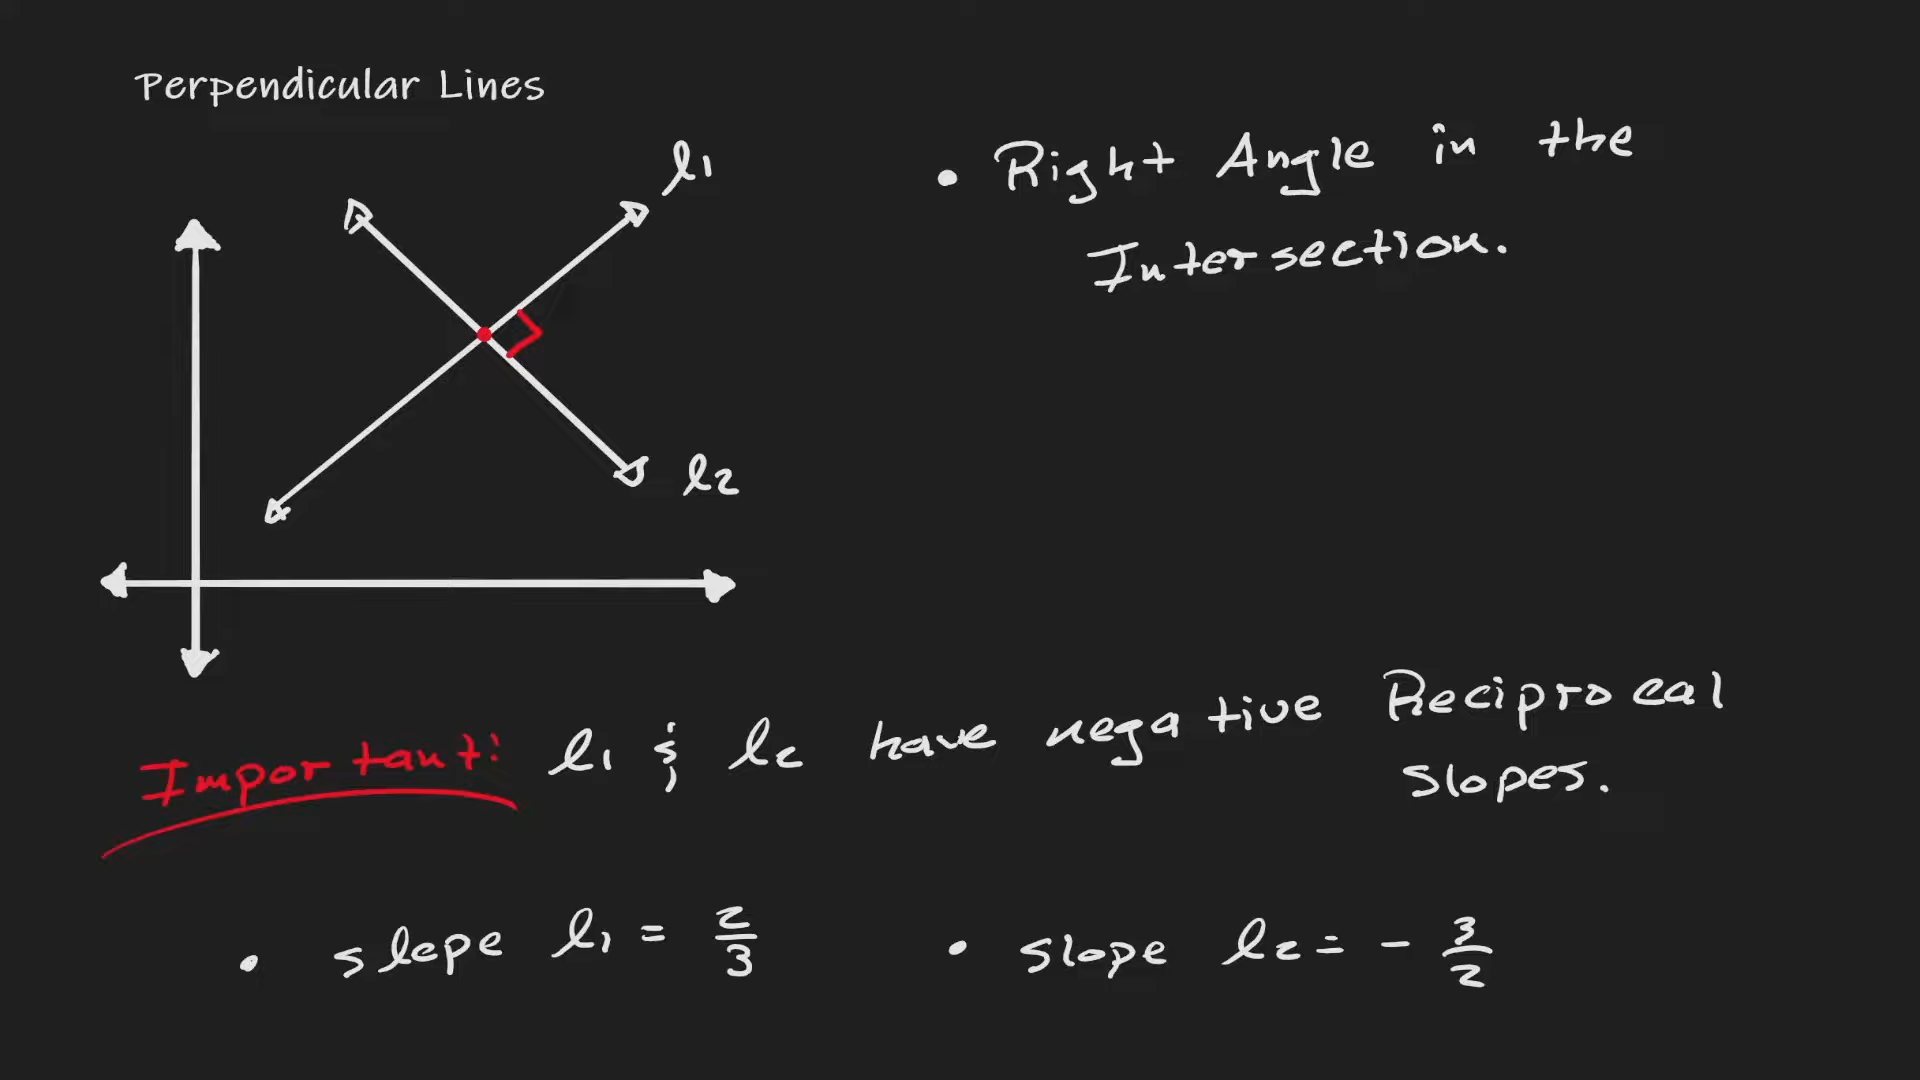 Perpendicular Lines
l1
• Right Angle in the
Intersection.
l2
Important: l1 & l2 have negative Reciprocal
slopes.
• slope l1 = 2/3
• slope l2 = - 3/2